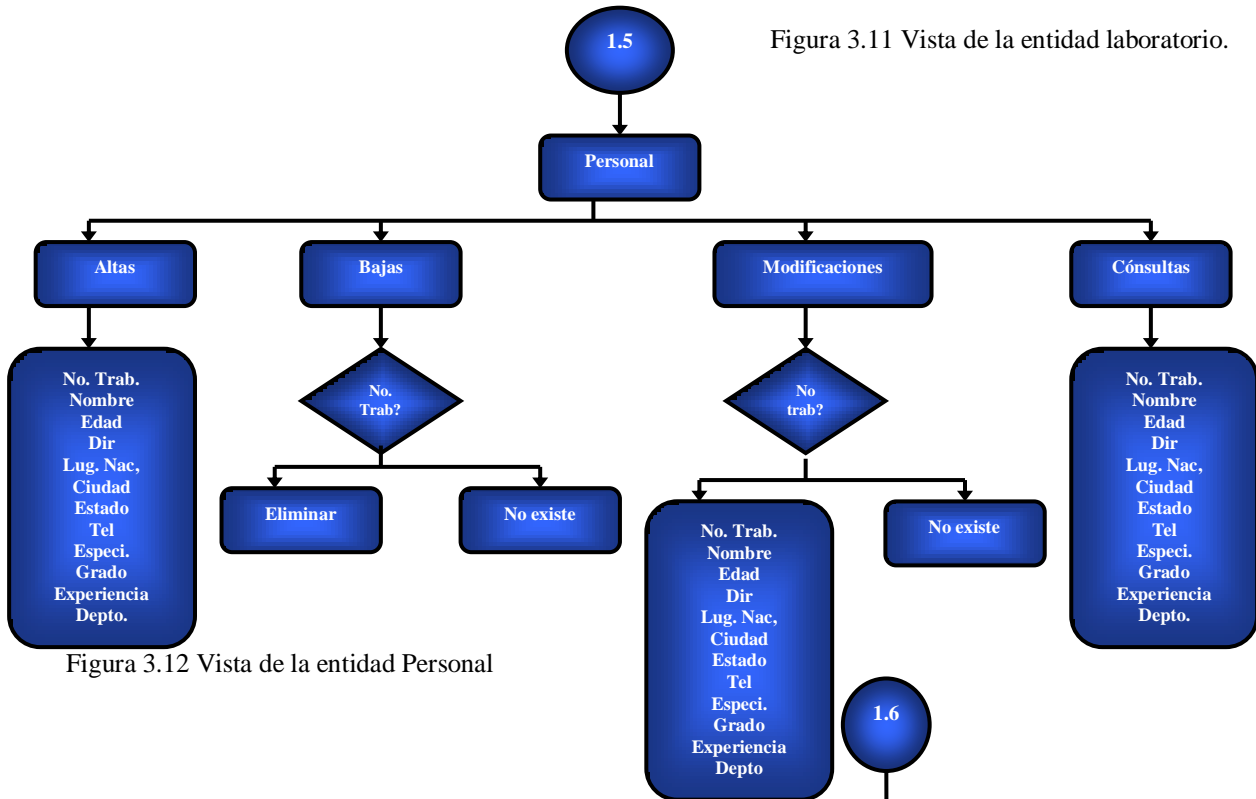 1.5
Figura 3.11 Vista de la entidad laboratorio.
Personal
Altas
Bajas
Modificaciones
Cónsultas
No. Trab.
Nombre
Edad
Dir
Lug. Nac,
Ciudad
Estado
Tel
Especi.
Grado
Experiencia
Depto.
No.
Trab?
Eliminar
No existe
No
trab?
No. Trab.
Nombre
Edad
Dir
Lug. Nac,
Ciudad
Estado
Tel
Especi.
Grado
Experiencia
Depto
No existe
No. Trab.
Nombre
Edad
Dir
Lug. Nac,
Ciudad
Estado
Tel
Especi.
Grado
Experiencia
Depto.
Figura 3.12 Vista de la entidad Personal
1.6